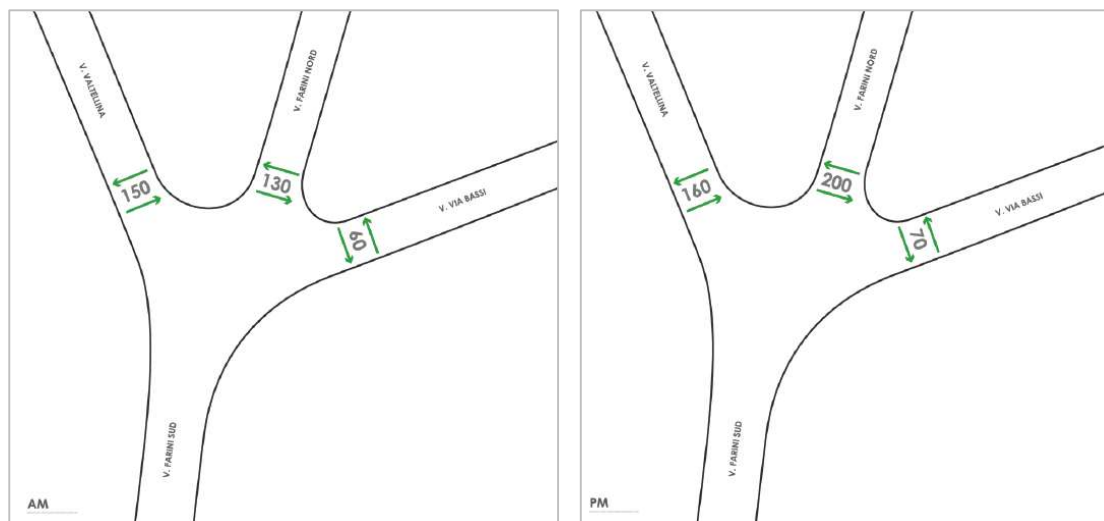 V. VALTELLINA
V. FARINI NORD
150
130
V. VIA BASSI
60
V. FARINI SUD
AM
V. VALTELLINA
V. FARINI NORD
160
200
V. VIA BASSI
70
V. FARINI SUD
PM